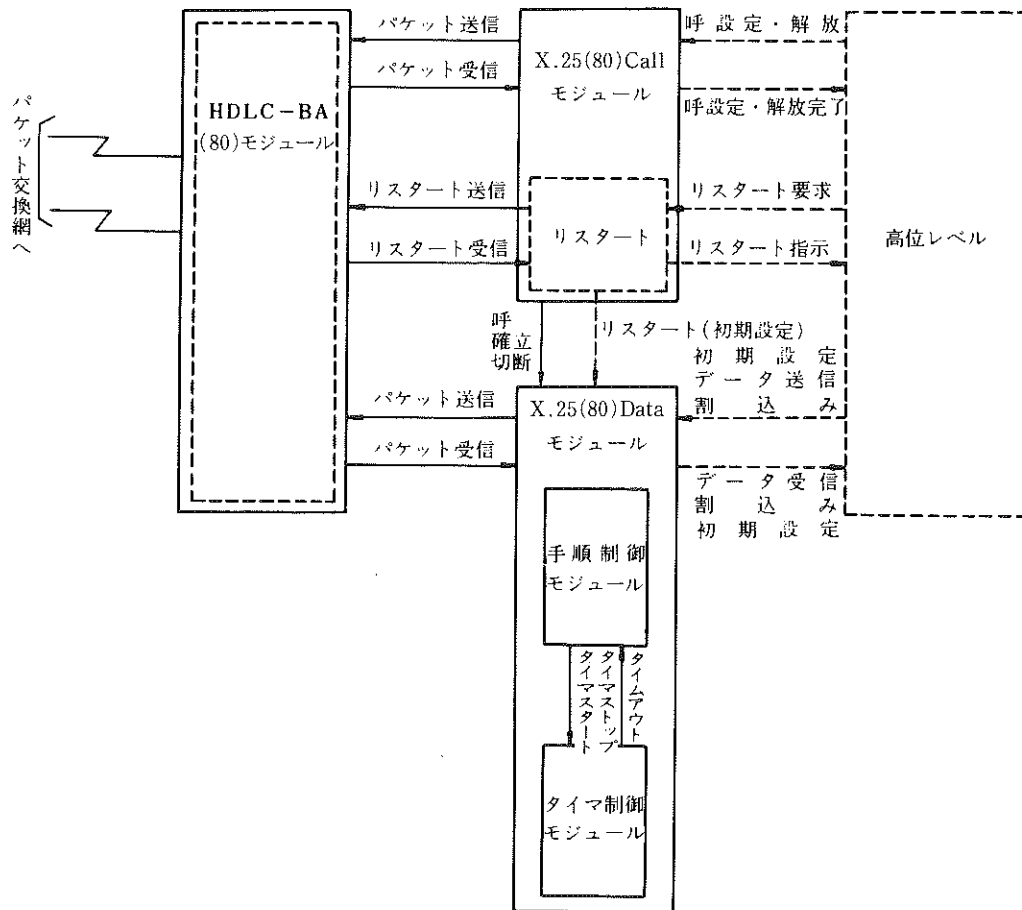 パケット交換網へ
HDLC-BA
(80)モジュール
パケット送信
パケット受信
リスタート送信
リスタート受信
パケット送信
パケット受信
X.25(80)Call
モジュール
リスタート
呼設定・解放
呼設定・解放完了
リスタート要求
リスタート指示
高位レベル
呼確立
切断
リスタート(初期設定)
初期設定
データ送信
割込み
X.25(80)Data
モジュール
データ受信
割込み
初期設定
手順制御
モジュール
タイマスタート
タイマストップ
タイムアウト
タイマ制御
モジュール